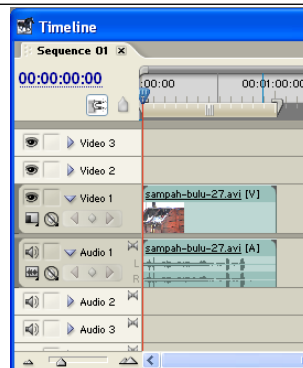 Timeline
Sequence 01
00:00:00:00
:00:00
00:01:00:00
Video 3
Video 2
Video 1
sampah-bulu-27.avi [V]
Audio 1
sampah-bulu-27.avi [A]
L
R
Audio 2
Audio 3